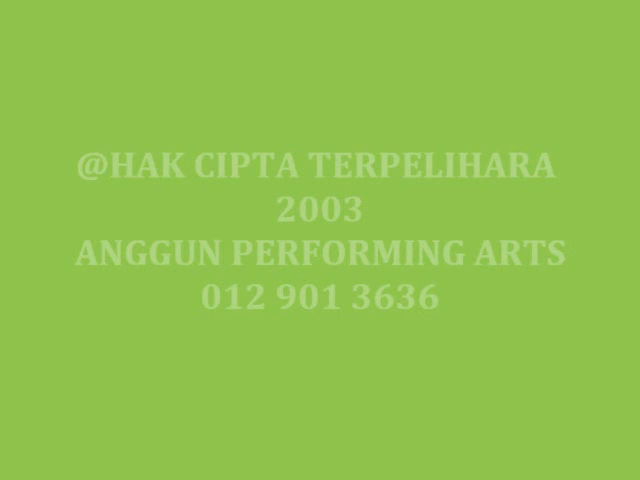 @HAK CIPTA TERPELIHARA
2003
ANGGUN PERFORMING ARTS
012 901 3636